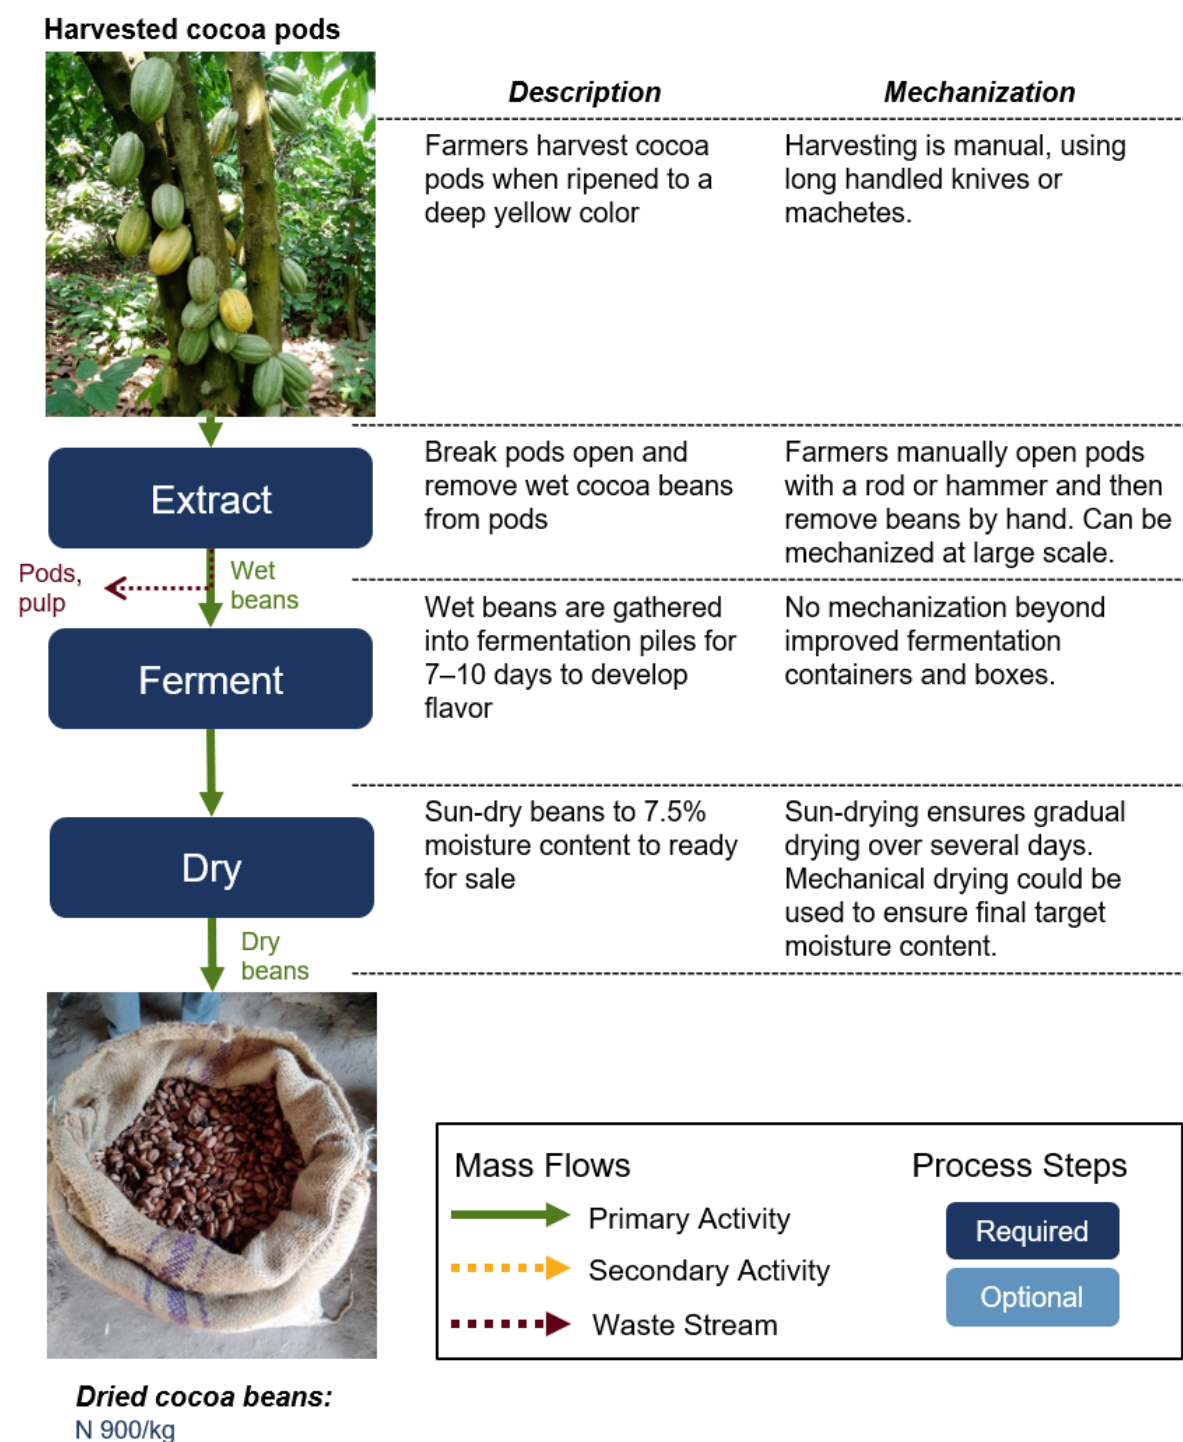 Harvested cocoa pods
Description
Mechanization
Farmers harvest cocoa
pods when ripened to a
deep yellow color
Harvesting is manual, using
long handled knives or
machetes.
Extract
Break pods open and
remove wet cocoa beans
from pods
Farmers manually open pods
with a rod or hammer and then
remove beans by hand. Can be
mechanized at large scale.
Pods,
pulp
Wet
beans
Ferment
Wet beans are gathered
into fermentation piles for
7–10 days to develop
flavor
No mechanization beyond
improved fermentation
containers and boxes.
Dry
Sun-dry beans to 7.5%
moisture content to ready
for sale
Sun-drying ensures gradual
drying over several days.
Mechanical drying could be
used to ensure final target
moisture content.
Dry
beans
Mass Flows
Primary Activity
Secondary Activity
Waste Stream
Process Steps
Required
Optional
Dried cocoa beans:
N 900/kg